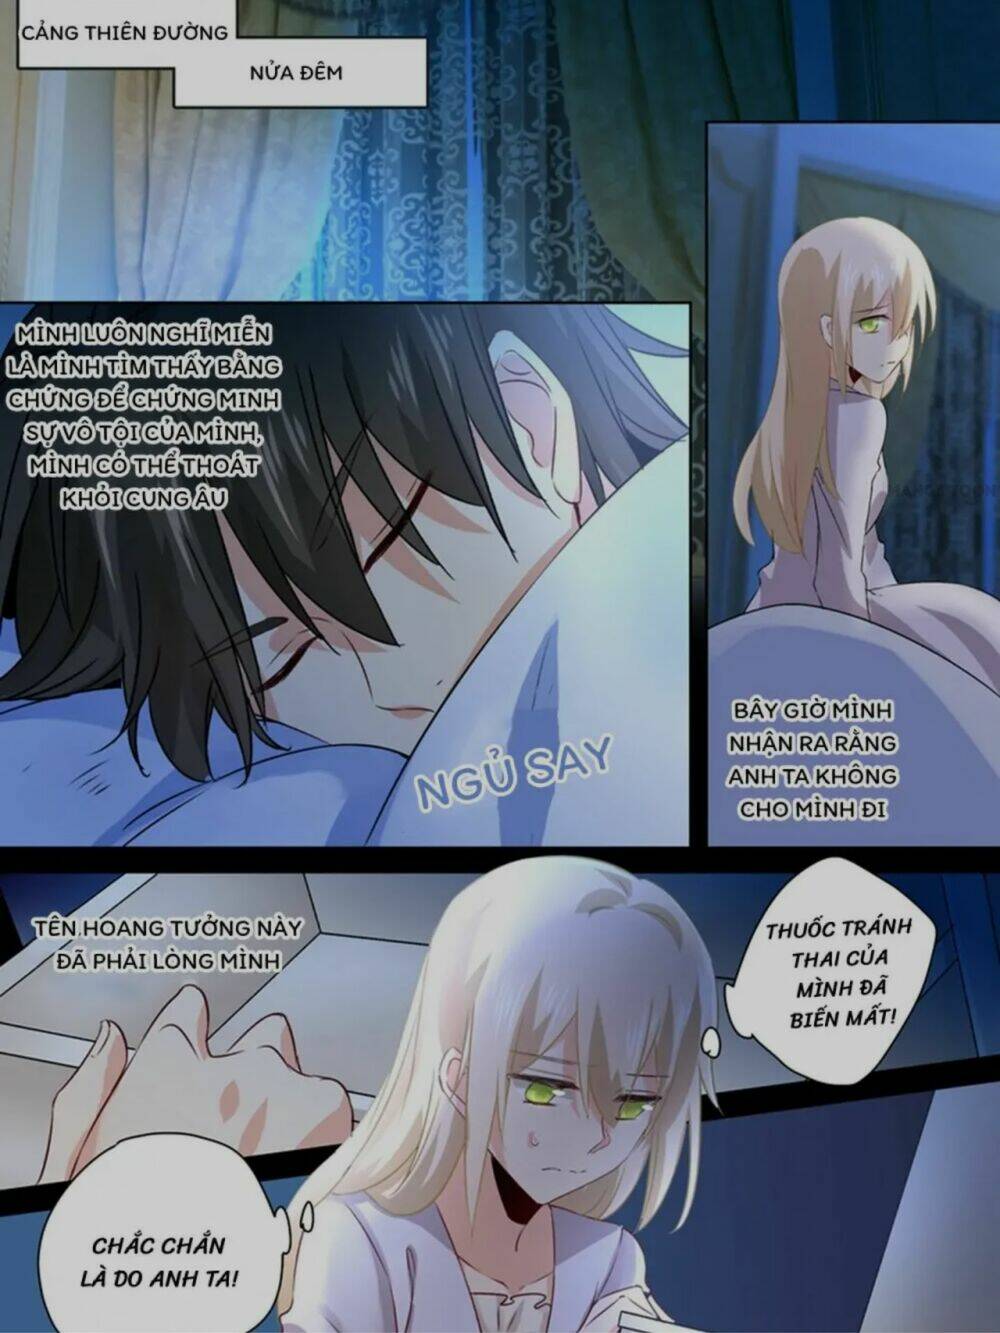 CẢNG THIÊN ĐƯỜNG
NỬA ĐÊM
MÌNH LUÔN NGHĨ MIỄN
LÀ MÌNH TÌM THẤY BẰNG
CHỨNG ĐỂ CHỨNG MINH
SỰ VÔ TỘI CỦA MÌNH,
MÌNH CÓ THỂ THOÁT
KHỎI CUNG ÂU
NGỦ SAY
BÂY GIỜ MÌNH
NHẬN RA RẰNG
ANH TA KHÔNG
CHO MÌNH ĐI
TÊN HOANG TƯỞNG NÀY
ĐÃ PHẢI LÒNG MÌNH
THUỐC TRÁNH
THAI CỦA
MÌNH ĐÃ
BIẾN MẤT!
CHẮC CHẮN
LÀ DO ANH TA!